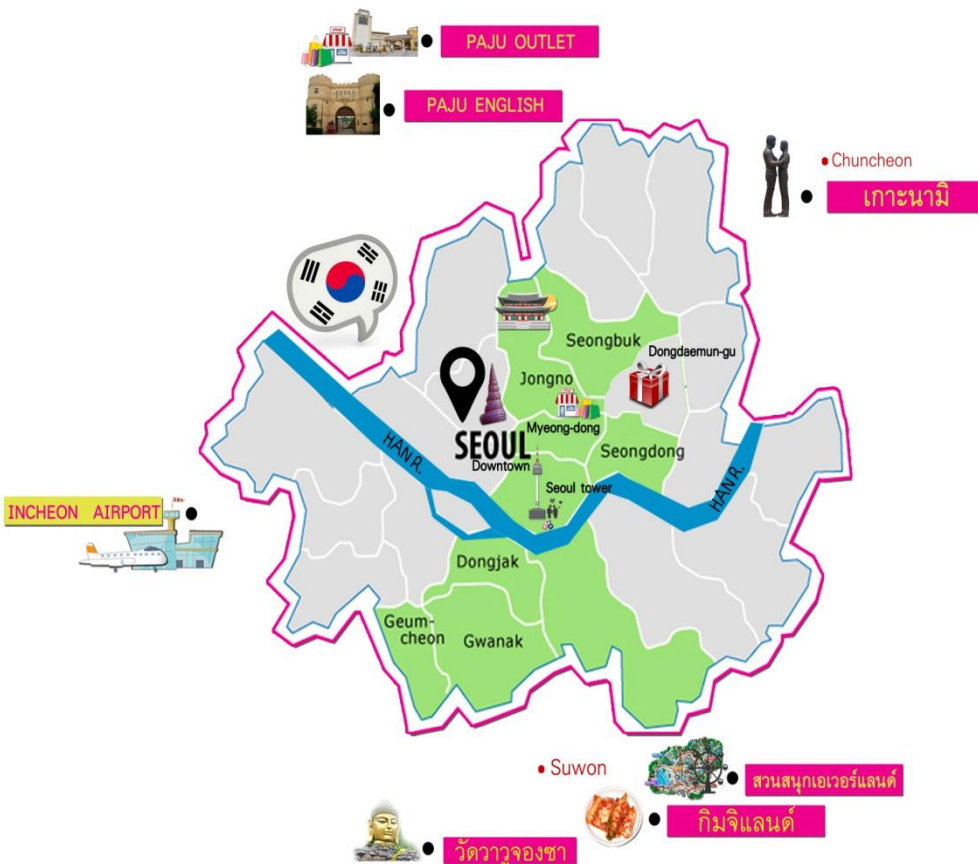 PAJU OUTLET
PAJU ENGLISH
Chuncheon
เกาะนามิ
Seongbuk
Dongdaemun-gu
Jongno
Myeong-dong
SEOUL
Downtown
Seongdong
HAN R.
HAN R.
Seoul tower
INCHEON AIRPORT
Dongjak
Geum-
cheon
Gwanak
Suwon
สวนสนุกเอเวอร์แลนด์
กิมจิแลนด์
วัดวาวูจองซา